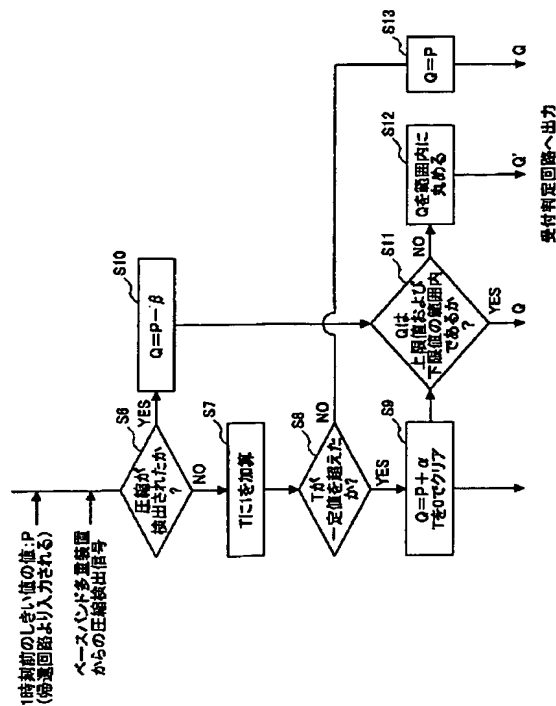 1時刻前のしきい値の値:P
(帰還回路より入力される)
ベースバンド多重装置
からの圧縮検出信号
S6
圧縮が
検出されたか
?
YES
NO
S10
Q=P-β
S7
Tに1を加算
S8
Tが
一定値を超えた
か?
NO
YES
S9
Q=P+α
Tを0でクリア
S11
Qは
上限値および
下限値の範囲内
であるか
?
NO
YES
Q
S12
Qを範囲内に
丸める
Q'
S13
Q=P
Q
受付判定回路へ出力